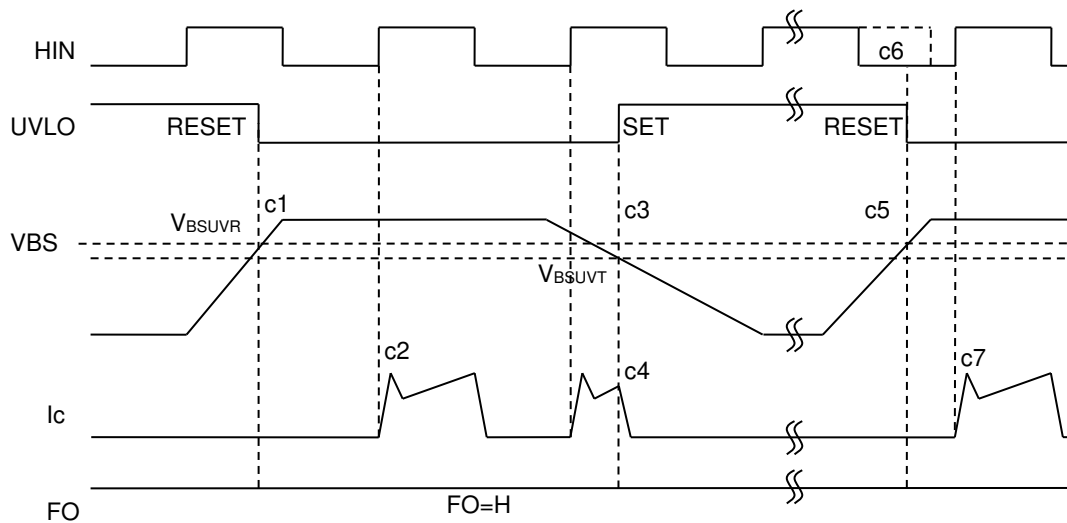 HIN
c6
UVLO
RESET
SET
RESET
c1
c3
c5
VBSUVR
VBS
VBSUVT
c2
c4
c7
Ic
FO=H
FO